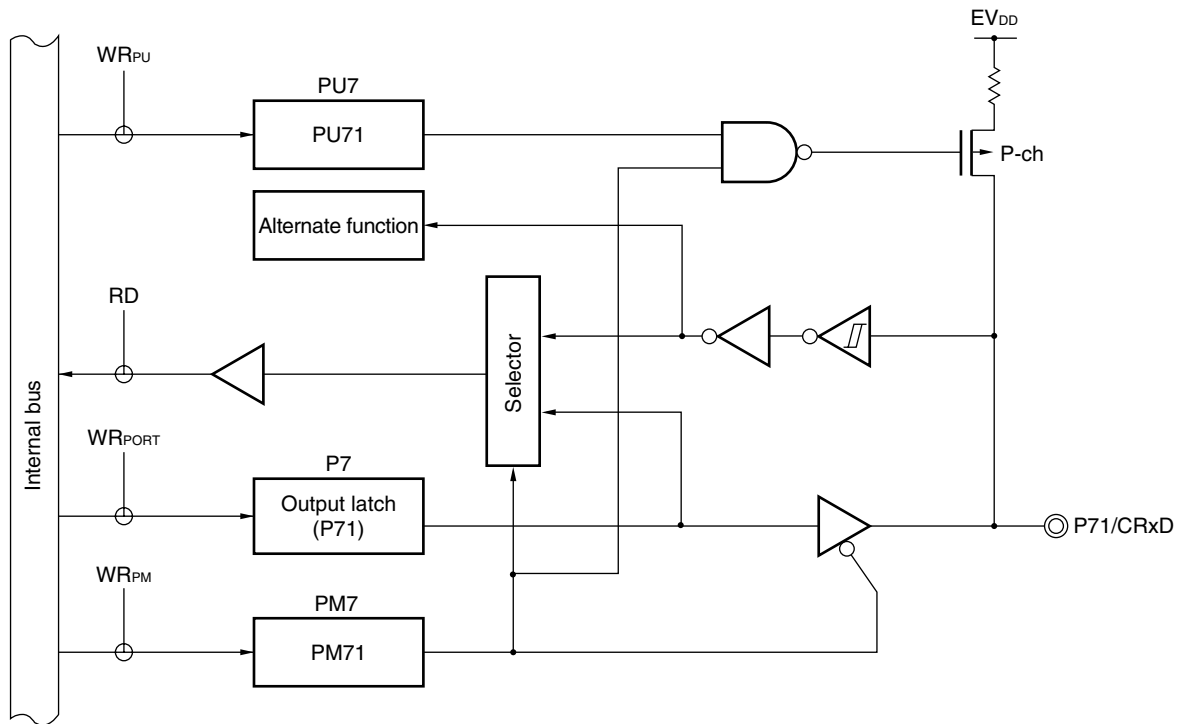 EVDD
WRPU
PU7
PU71
P-ch
Alternate function
RD
Selector
Internal bus
WRPORT
P7
Output latch
(P71)
P71/CRxD
WRPM
PM7
PM71